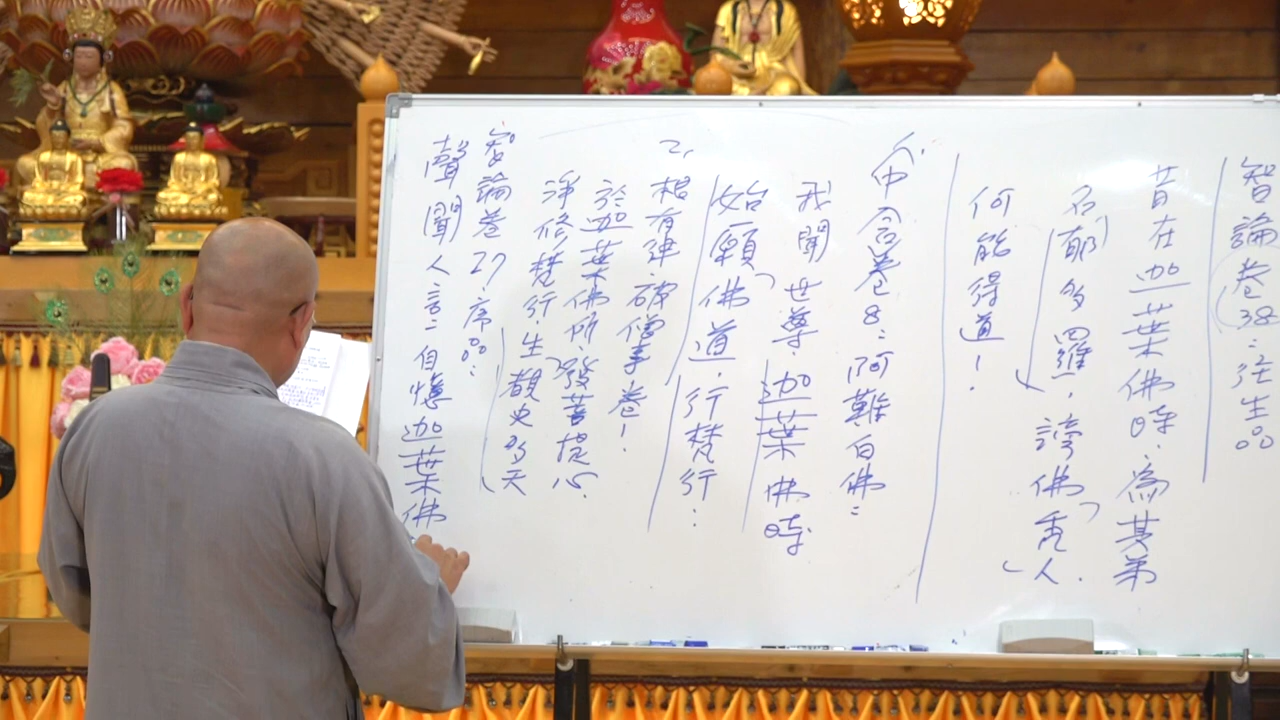 智論卷38：往生品
昔在迦葉佛時，為其弟
名郁多羅，謗佛禿人．
何能得道！
中含卷8：阿難白佛：
我聞世尊，迦葉佛時
始願佛道，行梵行：
2, 根有律．破僧事卷！
於迦葉佛所，發菩提心，
淨修梵行．生覩史多天
智論卷27序品：
聲聞人言：自憶迦葉佛